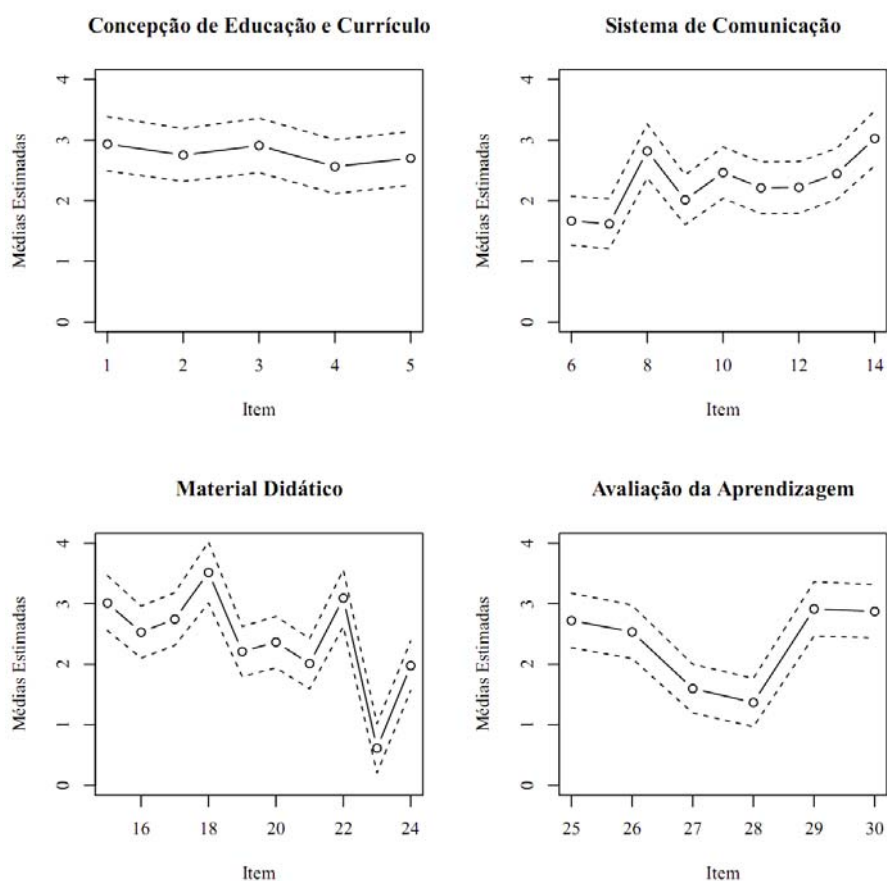 Concepção de Educação e Currículo
Médias Estimadas
4
3
2
1
0
1 2 3 4 5
Item
Sistema de Comunicação
Médias Estimadas
4
3
2
1
0
6 8 10 12 14
Item
Material Didático
Médias Estimadas
4
3
2
1
0
16 18 20 22 24
Item
Avaliação da Aprendizagem
Médias Estimadas
4
3
2
1
0
25 26 27 28 29 30
Item